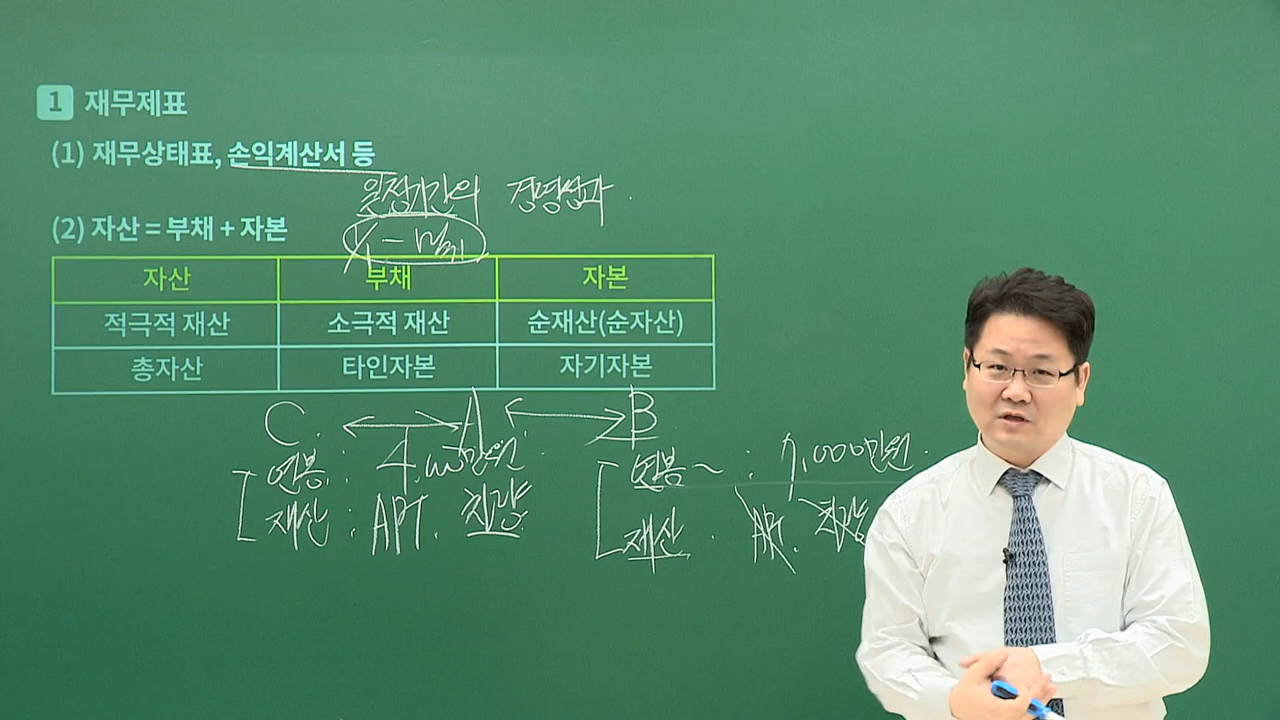 1 재무제표
(1) 재무상태표, 손익계산서 등
일정기간의 경영성과.
(2) 자산 = 부채 + 자본
자산 부채 자본
적극적 재산 소극적 재산 순재산(순자산)
총자산 타인자본 자기자본
C. A B
연봉 : 4,000만원. 연봉 ~ : 7,000만원.
재산 : APT. 차량. 재산. APT. 차량